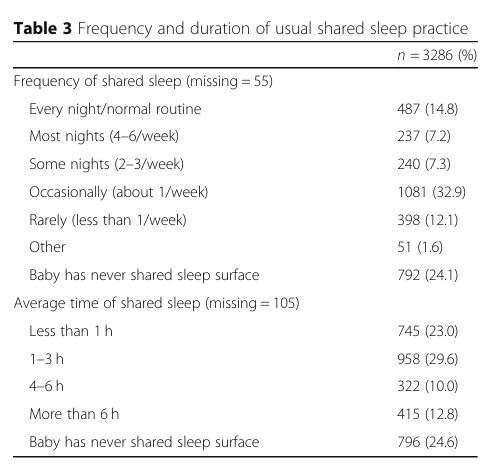 Table 3 Frequency and duration of usual shared sleep practice
n = 3286 (%)
Frequency of shared sleep (missing = 55)
Every night/normal routine 487 (14.8)
Most nights (4–6/week) 237 (7.2)
Some nights (2–3/week) 240 (7.3)
Occasionally (about 1/week) 1081 (32.9)
Rarely (less than 1/week) 398 (12.1)
Other 51 (1.6)
Baby has never shared sleep surface 792 (24.1)
Average time of shared sleep (missing = 105)
Less than 1 h 745 (23.0)
1–3 h 958 (29.6)
4–6 h 322 (10.0)
More than 6 h 415 (12.8)
Baby has never shared sleep surface 796 (24.6)